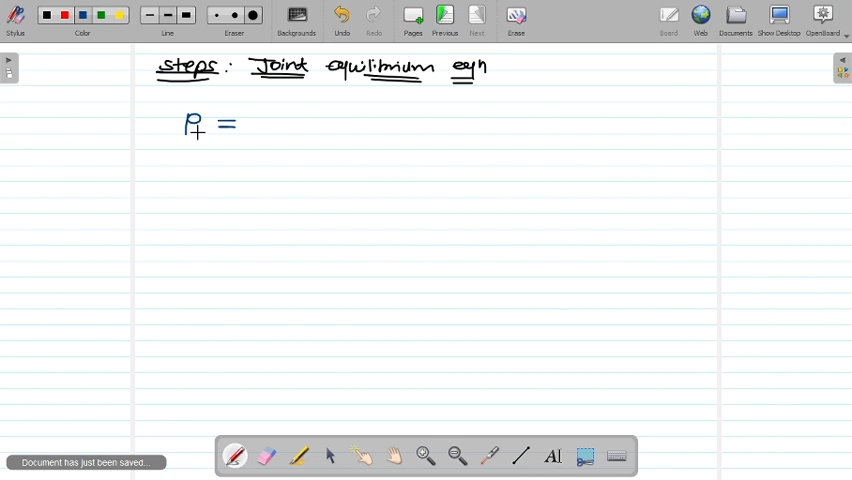 Stylus
Color
Line
Eraser
Backgrounds
Undo
Redo
Pages
Previous
Next
Erase
Board
Web
Documents
Show Desktop
OpenBoard
steps: Joint equilibrium eqn
P =
Document has just been saved...
AI